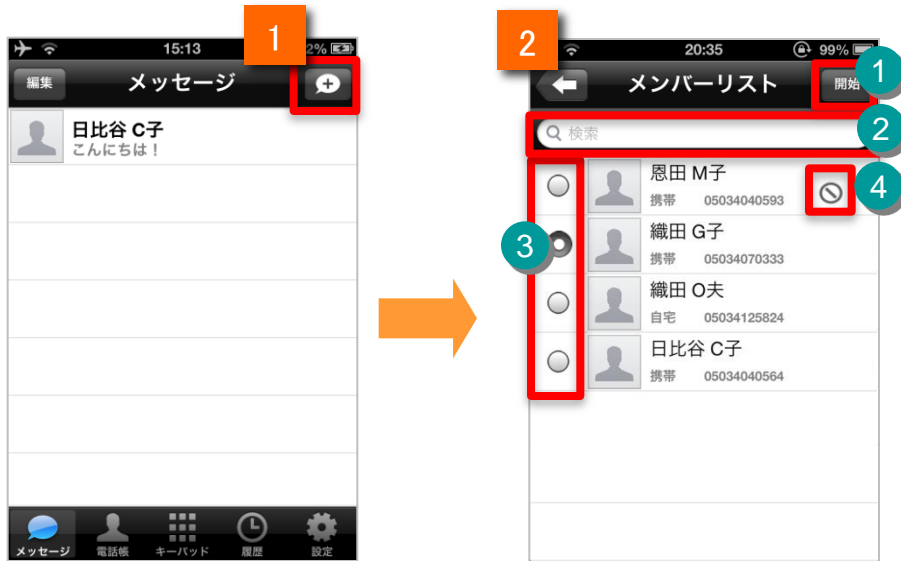 1
15:13
2%
編集
メッセージ
日比谷 C子
こんにちは！
メッセージ
電話帳
キーパッド
履歴
設定
2
20:35
99%
メンバーリスト
開始
1
検索
2
恩田 M子
携帯 05034040593
4
3
織田 G子
携帯 05034070333
織田 O夫
自宅 05034125824
日比谷 C子
携帯 05034040564